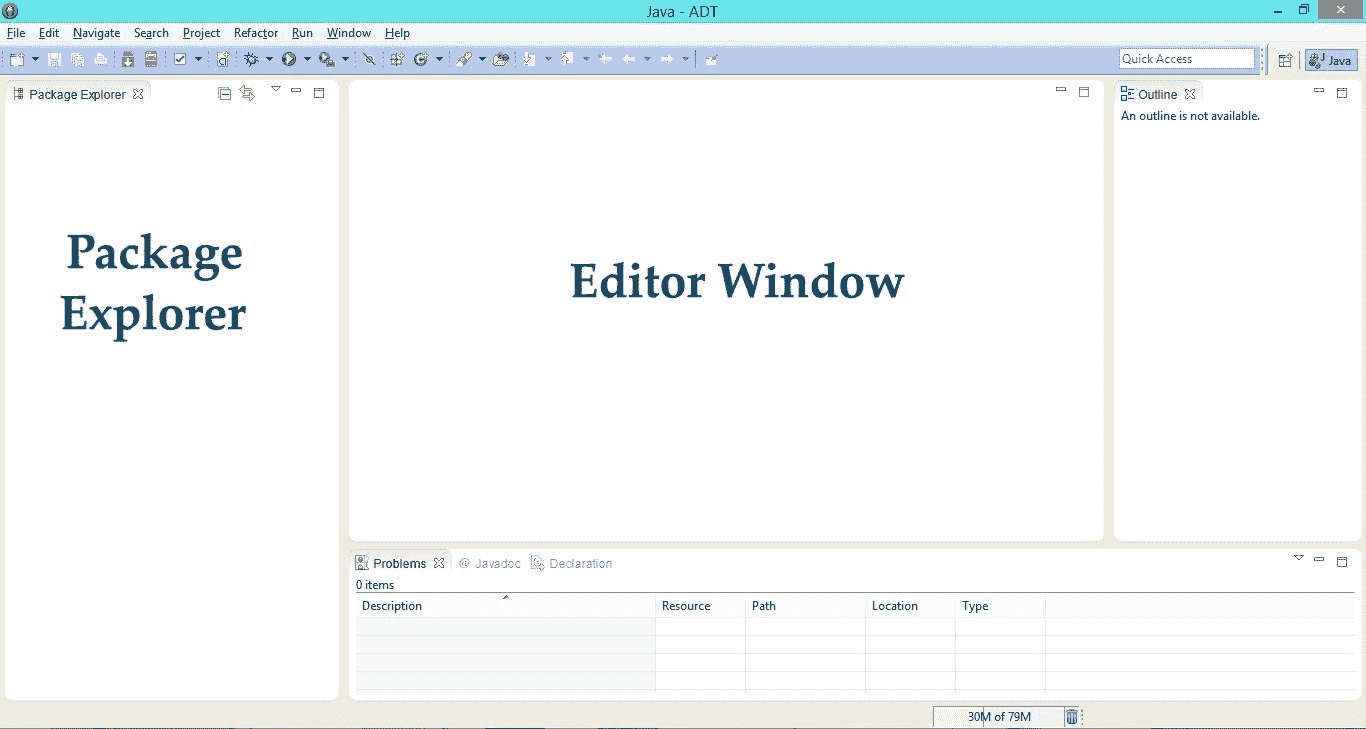 Java - ADT
File Edit Navigate Search Project Refactor Run Window Help
Quick Access
Java
Package Explorer
Outline
An outline is not available.
Package
Explorer
Editor Window
Problems @ Javadoc Declaration
0 items
Description Resource Path Location Type
30M of 79M